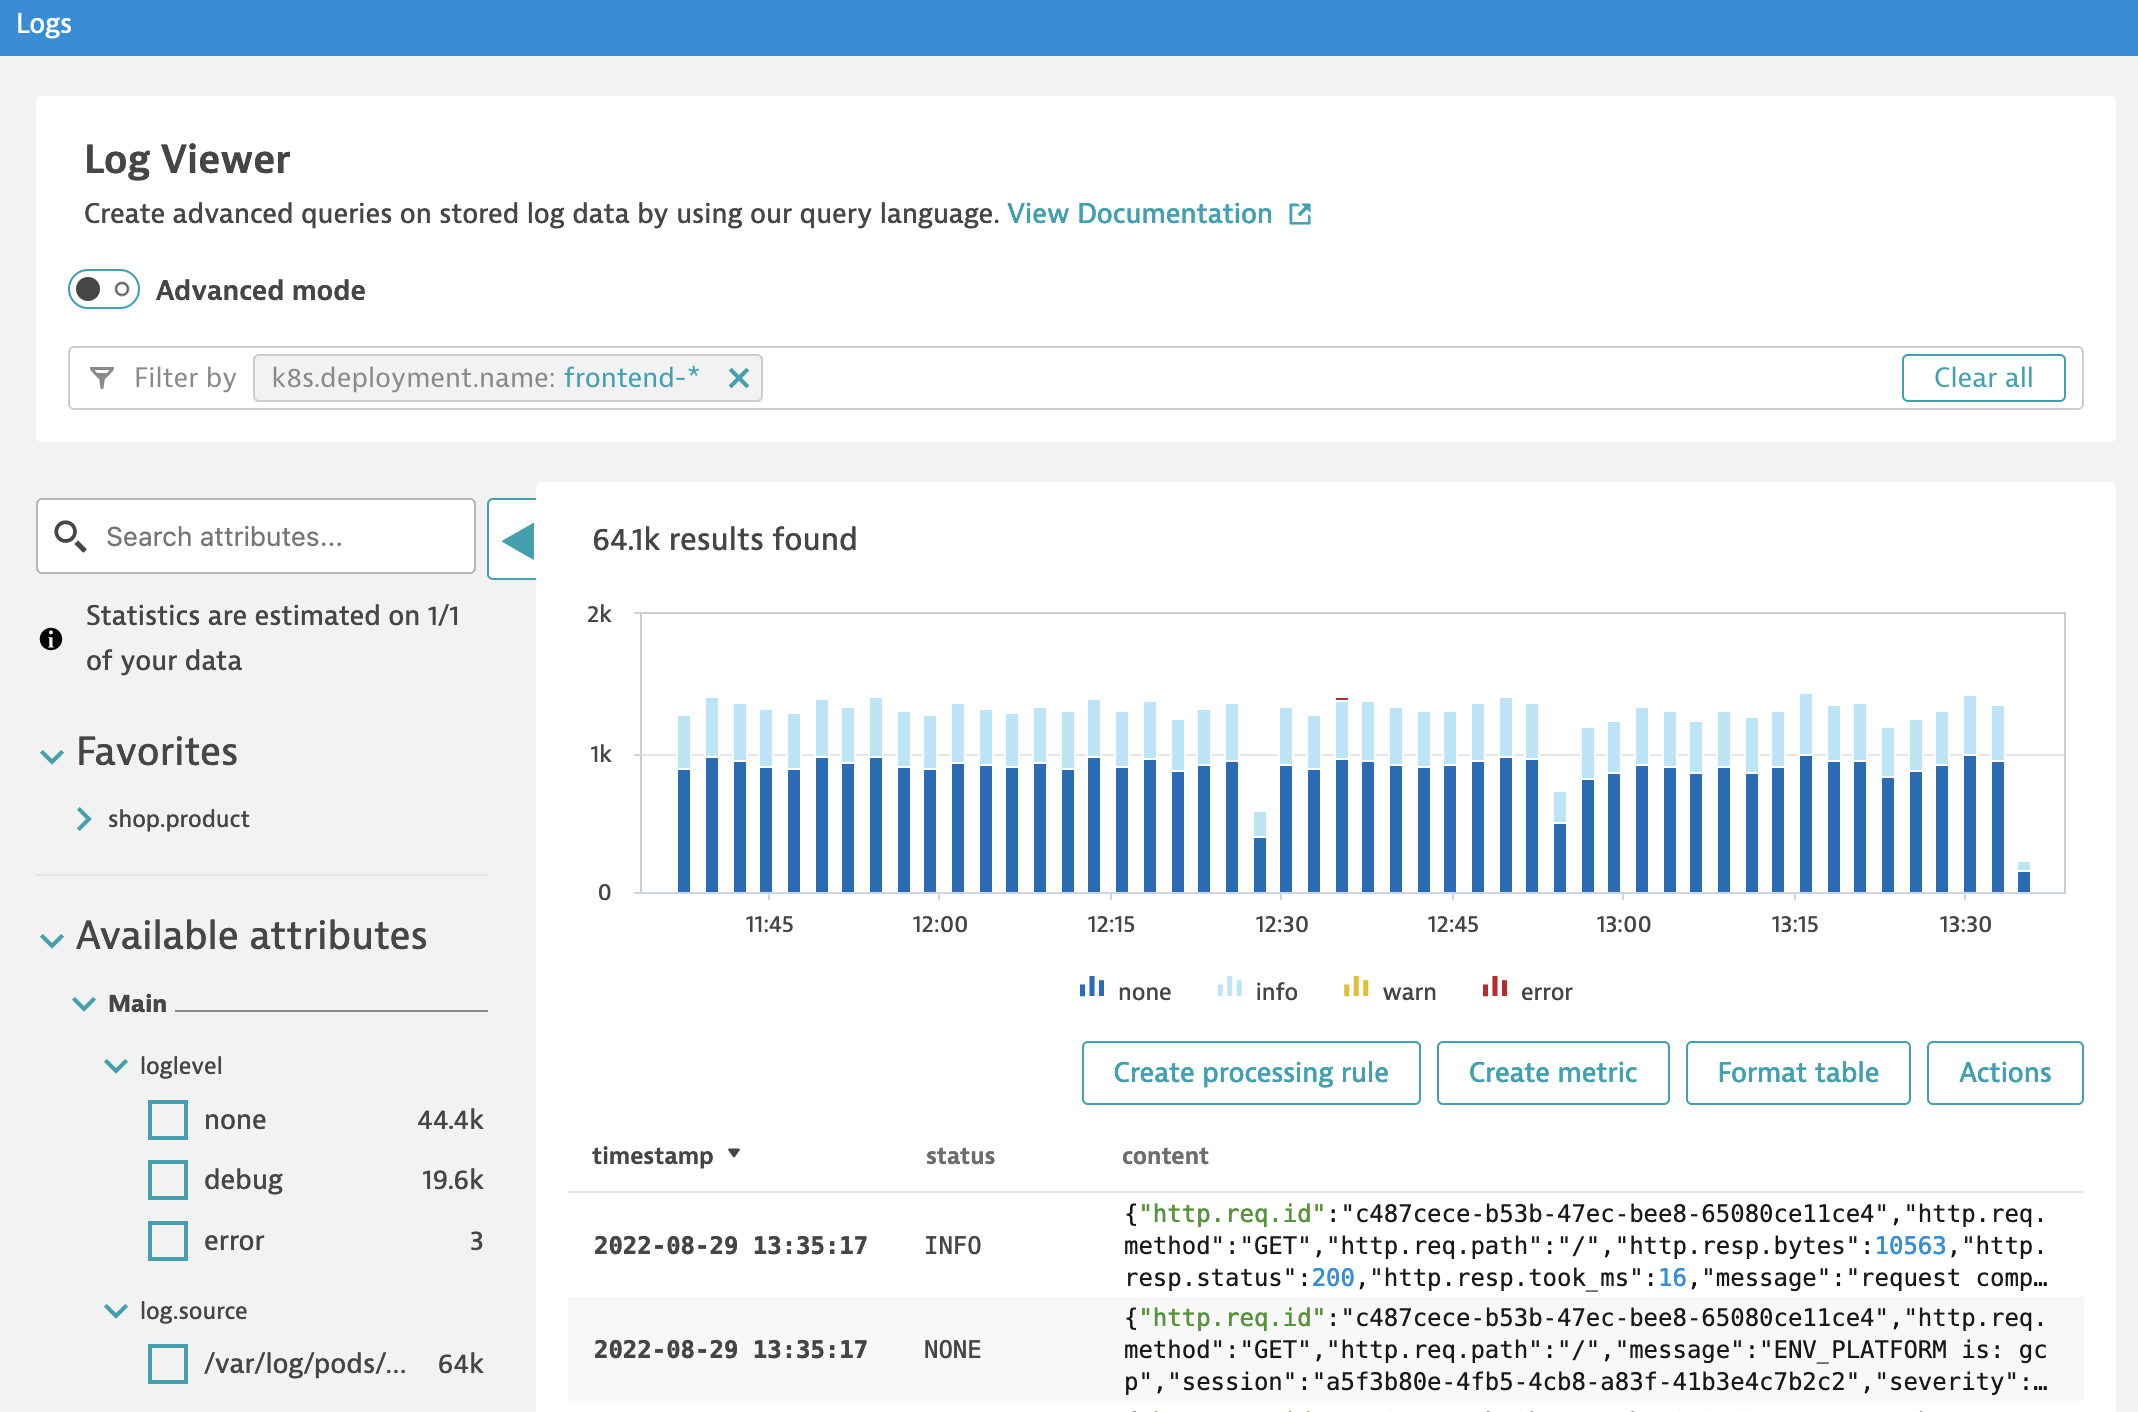 Logs
Log Viewer
Create advanced queries on stored log data by using our query language. View Documentation
Advanced mode
Filter by k8s.deployment.name: frontend-*
Clear all
Search attributes...
Statistics are estimated on 1/1
of your data
Favorites
shop.product
Available attributes
Main
loglevel
none 44.4k
debug 19.6k
error 3
log.source
/var/log/pods/... 64k
64.1k results found
2k
1k
0
11:45 12:00 12:15 12:30 12:45 13:00 13:15 13:30
none info warn error
Create processing rule Create metric Format table Actions
timestamp status content
{"http.req.id":"c487cece-b53b-47ec-bee8-65080ce11ce4","http.req.
2022-08-29 13:35:17 INFO method":"GET","http.req.path":"/","http.resp.bytes":10563,"http.
resp.status":200,"http.resp.took_ms":16,"message":"request comp…
{"http.req.id":"c487cece-b53b-47ec-bee8-65080ce11ce4","http.req.
2022-08-29 13:35:17 NONE method":"GET","http.req.path":"/","message":"ENV_PLATFORM is: gc
p","session":"a5f3b80e-4fb5-4cb8-a83f-41b3e4c7b2c2","severity":…